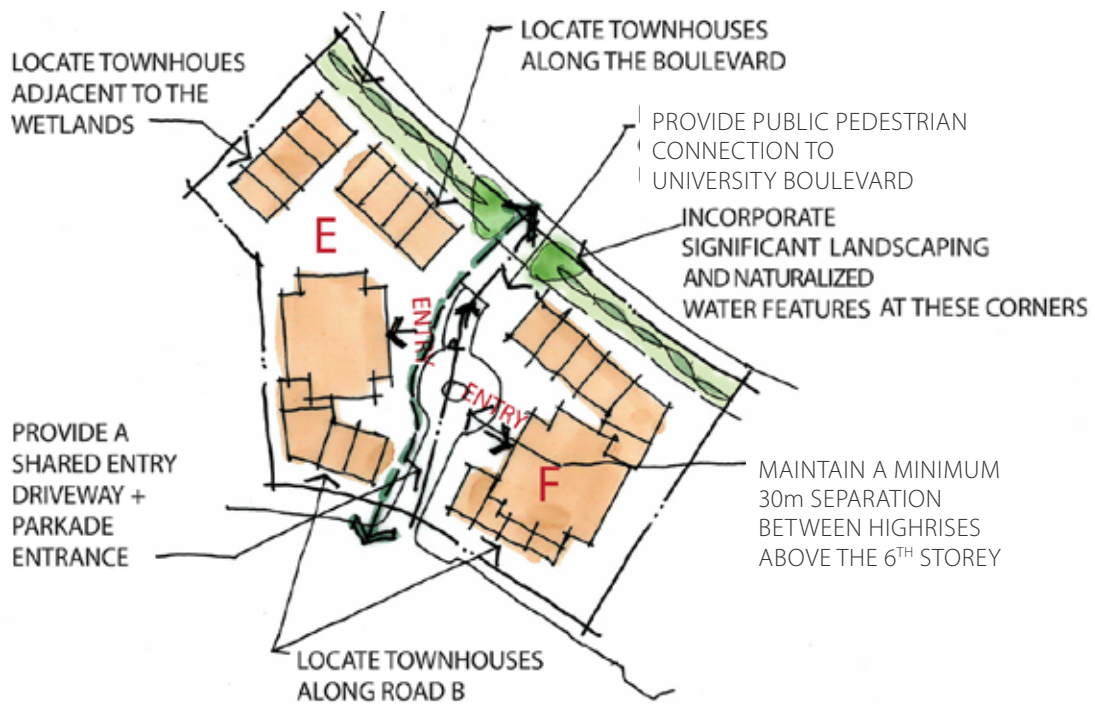 LOCATE TOWNHOUES
ADJACENT TO THE
WETLANDS
LOCATE TOWNHOUSES
ALONG THE BOULEVARD
PROVIDE PUBLIC PEDESTRIAN
CONNECTION TO
UNIVERSITY BOULEVARD
INCORPORATE
SIGNIFICANT LANDSCAPING
AND NATURALIZED
WATER FEATURES AT THESE CORNERS
E
ENTRY
P
ENTRY
F
PROVIDE A
SHARED ENTRY
DRIVEWAY +
PARKADE
ENTRANCE
MAINTAIN A MINIMUM
30m SEPARATION
BETWEEN HIGHRISES
ABOVE THE 6TH STOREY
LOCATE TOWNHOUSES
ALONG ROAD B